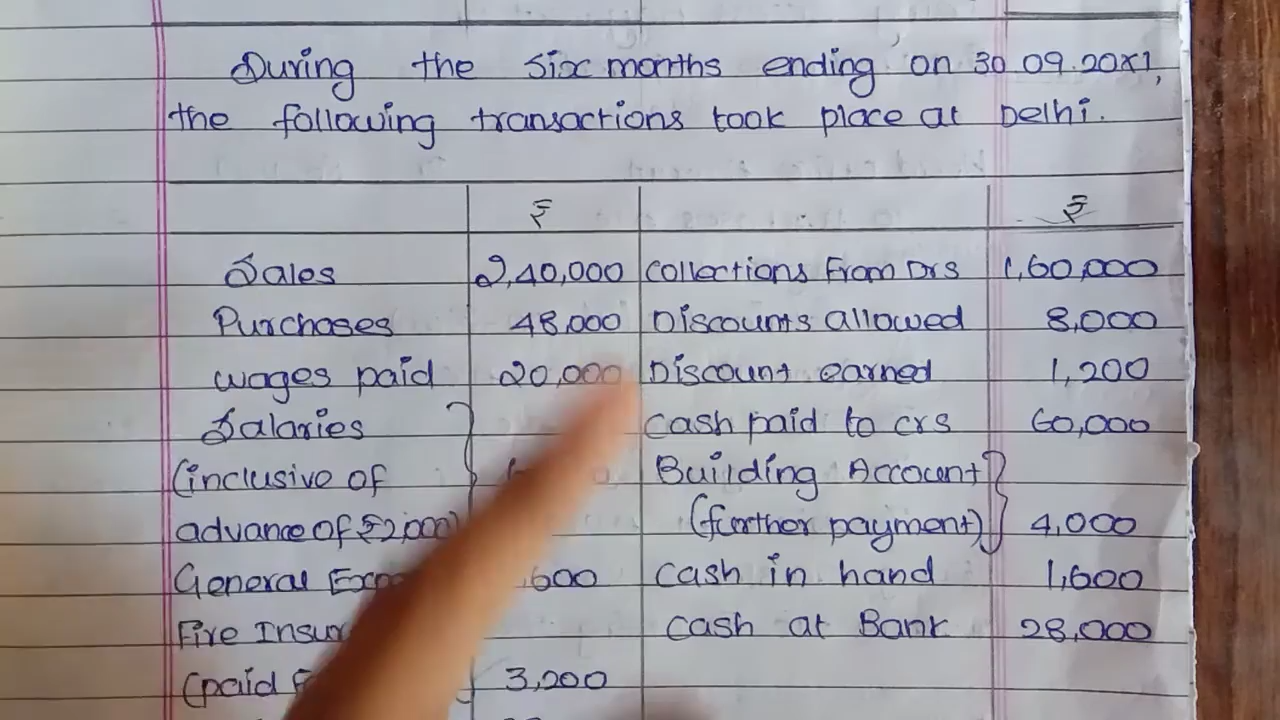 During the Six months ending on 30 09.20X1,
the following transactions took place at Delhi.
₹ ₹
Sales 2,40,000 Collections From Drs 1,60,000
Purchases 48,000 Discounts allowed 8,000
wages paid 20,000 Discount earned 1,200
Salaries Cash paid to crs 60,000
(inclusive of Building Account
advance of ₹2,000) (further payment) 4,000
General 600 Cash in hand 1,600
Fire Cash at Bank 28,000
(paid 3,200